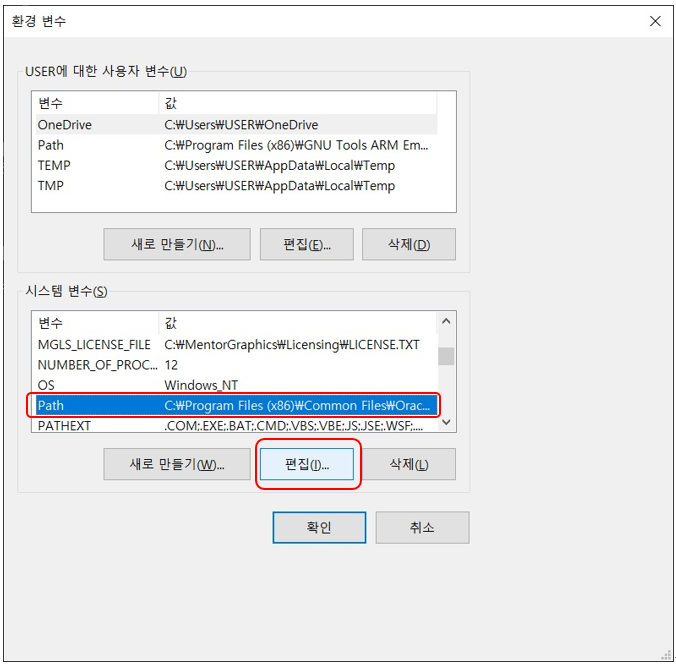 환경 변수
USER에 대한 사용자 변수(U)
변수 값
OneDrive C:₩Users₩USER₩OneDrive
Path C:₩Program Files (x86)₩GNU Tools ARM Em...
TEMP C:₩Users₩USER₩AppData₩Local₩Temp
TMP C:₩Users₩USER₩AppData₩Local₩Temp
새로 만들기(N)... 편집(E)... 삭제(D)
시스템 변수(S)
변수 값
MGLS_LICENSE_FILE C:₩MentorGraphics₩Licensing₩LICENSE.TXT
NUMBER_OF_PROC... 12
OS Windows_NT
Path C:₩Program Files (x86)₩Common Files₩Orac...
PATHEXT .COM;.EXE;.BAT;.CMD;.VBS;.VBE;.JS;.JSE;.WSF;...
새로 만들기(W)... 편집(I)... 삭제(L)
확인 취소